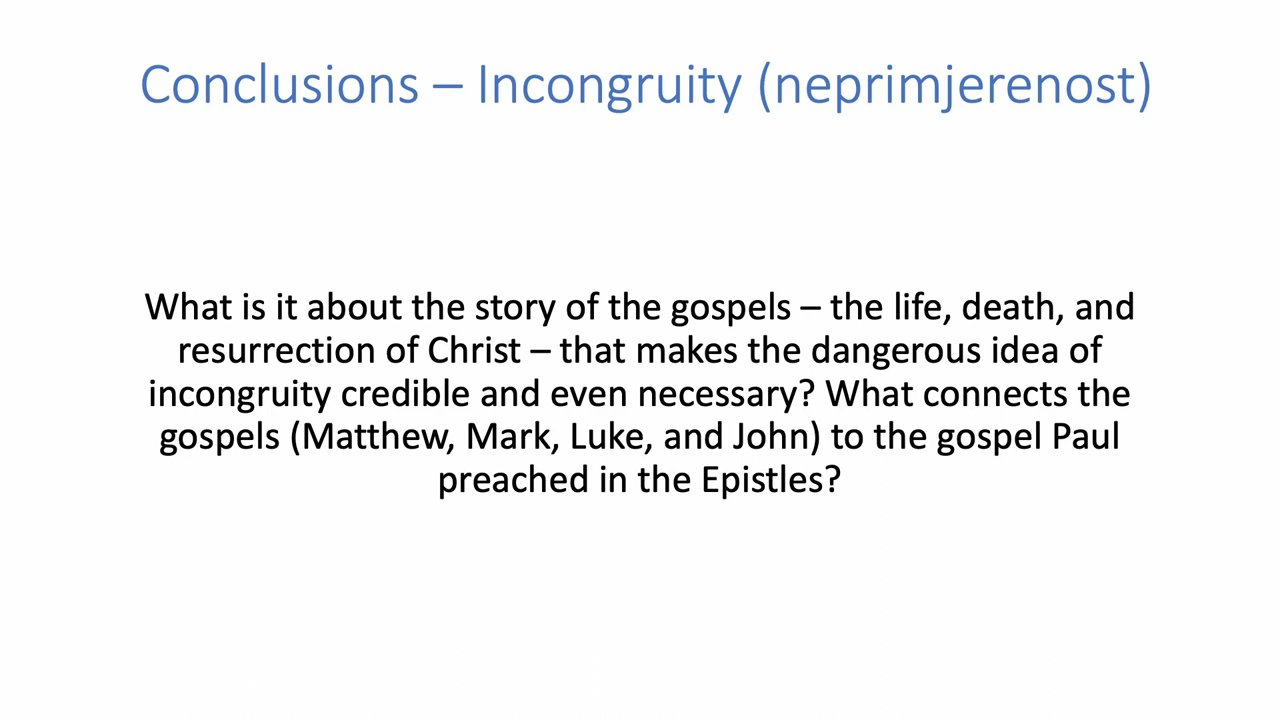 Conclusions – Incongruity (neprimjerenost)
What is it about the story of the gospels – the life, death, and
resurrection of Christ – that makes the dangerous idea of
incongruity credible and even necessary? What connects the
gospels (Matthew, Mark, Luke, and John) to the gospel Paul
preached in the Epistles?